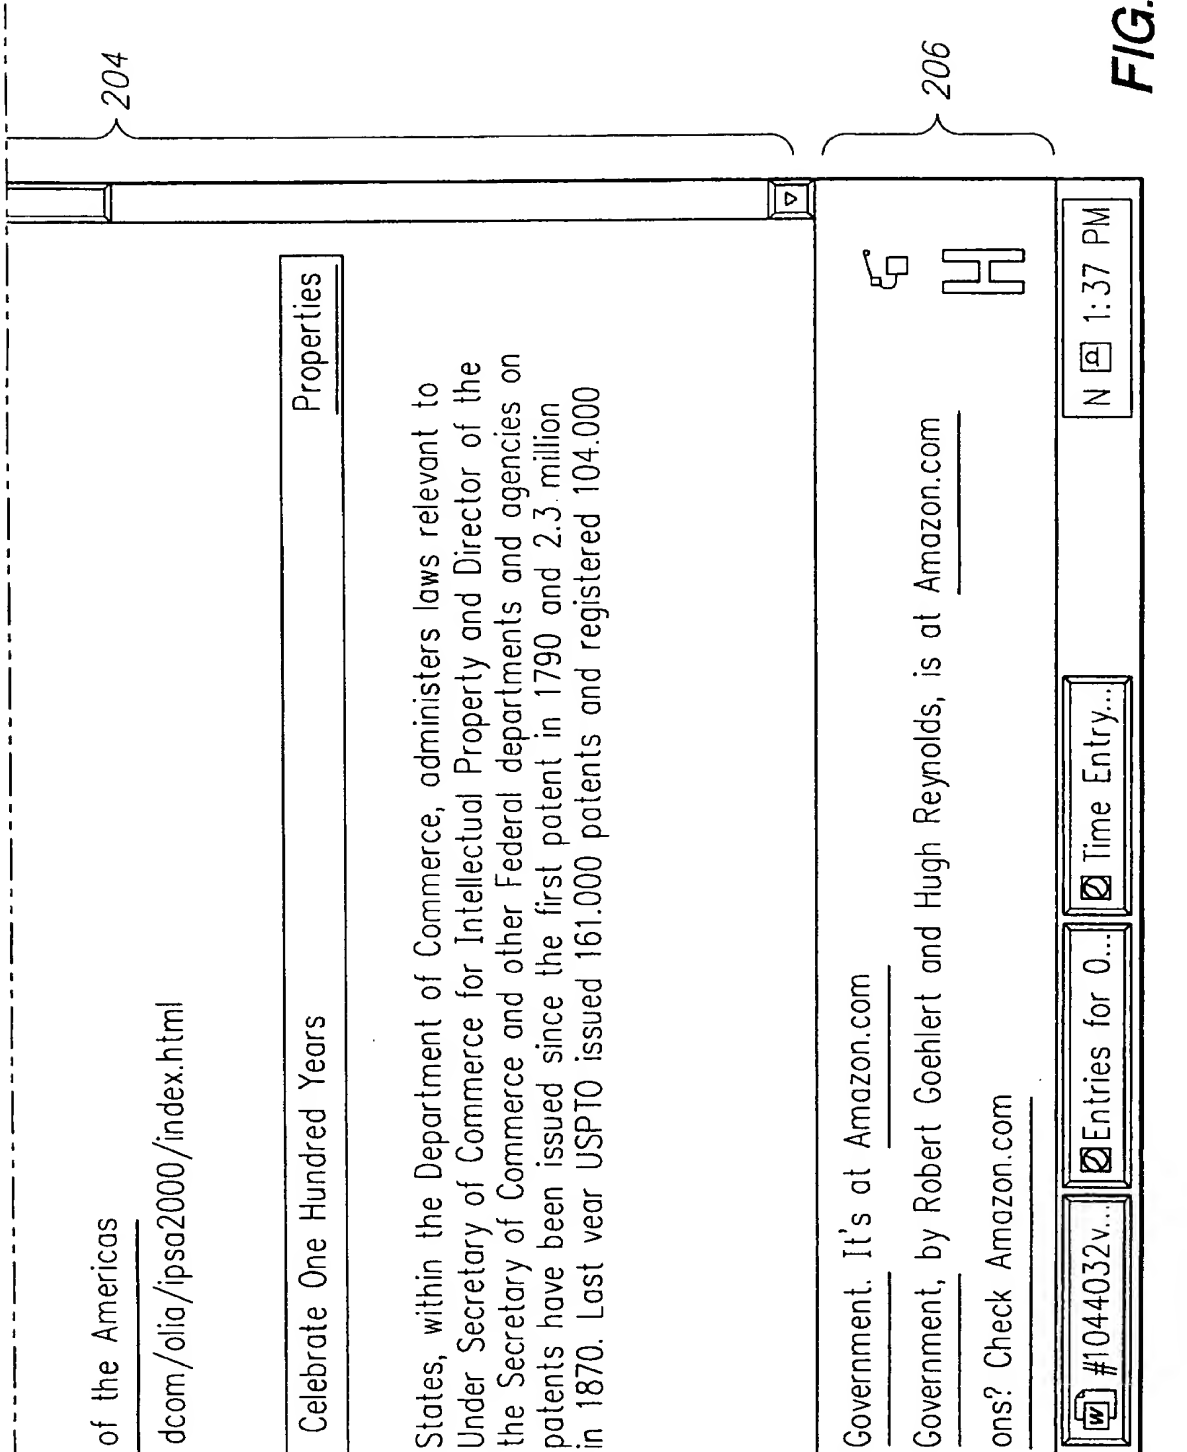 of the Americas
dcom/olia/ipsa2000/index.html
Celebrate One Hundred Years
Properties
204
States, within the Department of Commerce, administers laws relevant to
Under Secretary of Commerce for Intellectual Property and Director of the
the Secretary of Commerce and other Federal departments and agencies on
patents have been issued since the first patent in 1790 and 2.3 million
in 1870. Last vear USPTO issued 161.000 patents and registered 104.000
Government. It's at Amazon.com
Government, by Robert Goehlert and Hugh Reynolds, is at Amazon.com
ons? Check Amazon.com
H
206
W #1044032v...
Entries for O...
Time Entry...
N 1:37 PM
FIG.